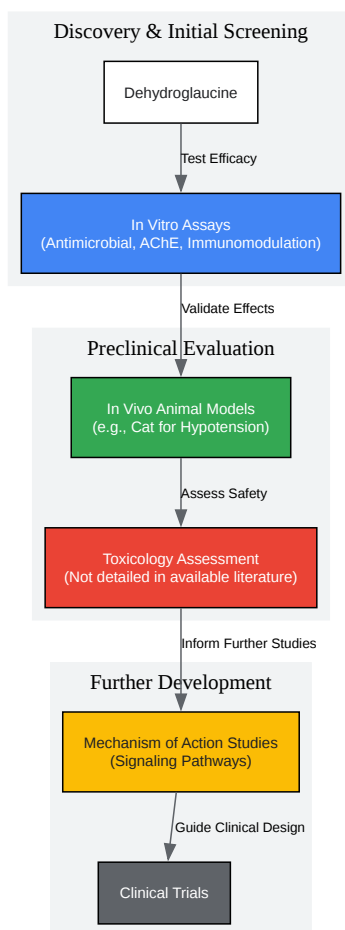 Discovery & Initial Screening
Dehydroglaucine
Test Efficacy
In Vitro Assays
(Antimicrobial, AChE, Immunomodulation)
Validate Effects
Preclinical Evaluation
In Vivo Animal Models
(e.g., Cat for Hypotension)
Assess Safety
Toxicology Assessment
(Not detailed in available literature)
Inform Further Studies
Further Development
Mechanism of Action Studies
(Signaling Pathways)
Guide Clinical Design
Clinical Trials